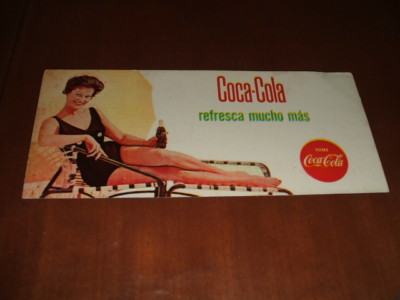 Coca-Cola
refresca mucho más
TOME
Coca-Cola